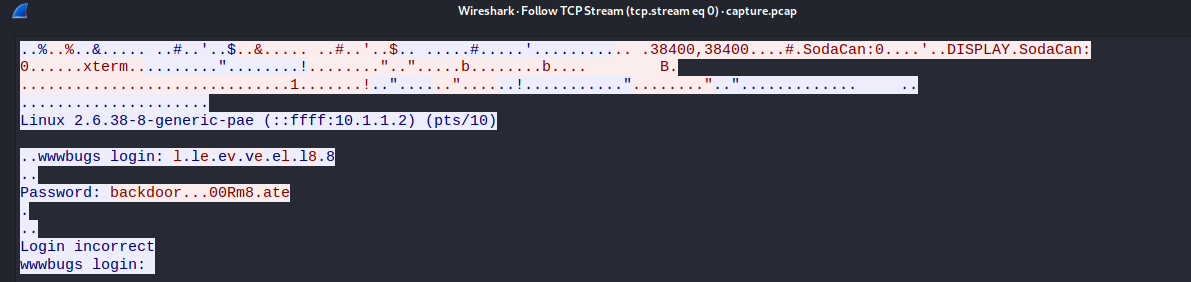 Wireshark · Follow TCP Stream (tcp.stream eq 0) · capture.pcap
..%..%..&..... ..#..'..$..&..... ..#..'..$.. .....#.....'........... .38400,38400....#.SodaCan:0....'..DISPLAY.SodaCan:
0......xterm.........."........!........"..".....b........b.... B.
..............................1.......!.."......"......!..........."........".."............. ..
.....................
Linux 2.6.38-8-generic-pae (::ffff:10.1.1.2) (pts/10)
..wwwbugs login: l.le.ev.ve.el.l8.8
..
Password: backdoor...00Rm8.ate
.
..
Login incorrect
wwwbugs login: